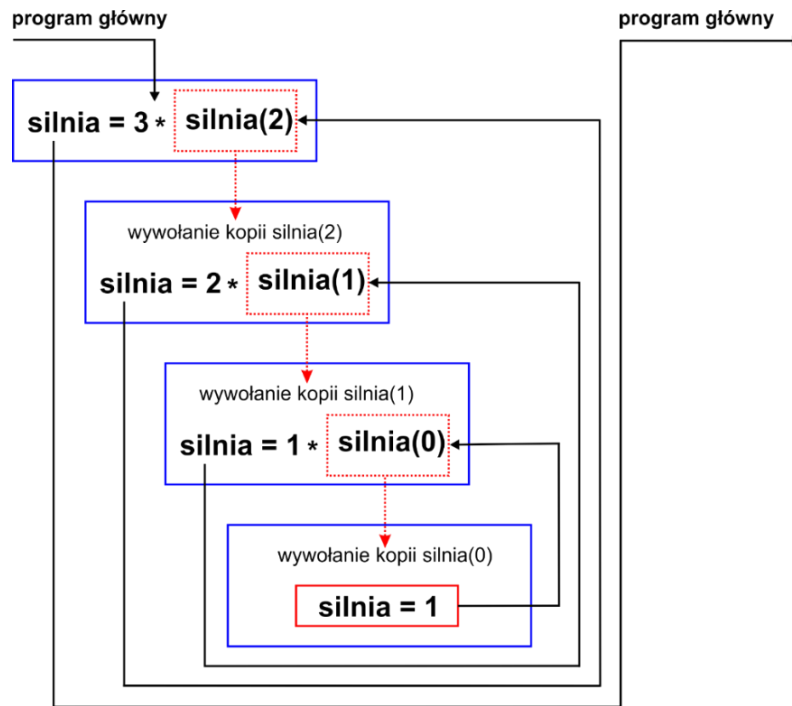 program główny
program główny
silnia = 3 * silnia(2)
wywołanie kopii silnia(2)
silnia = 2 * silnia(1)
wywołanie kopii silnia(1)
silnia = 1 * silnia(0)
wywołanie kopii silnia(0)
silnia = 1